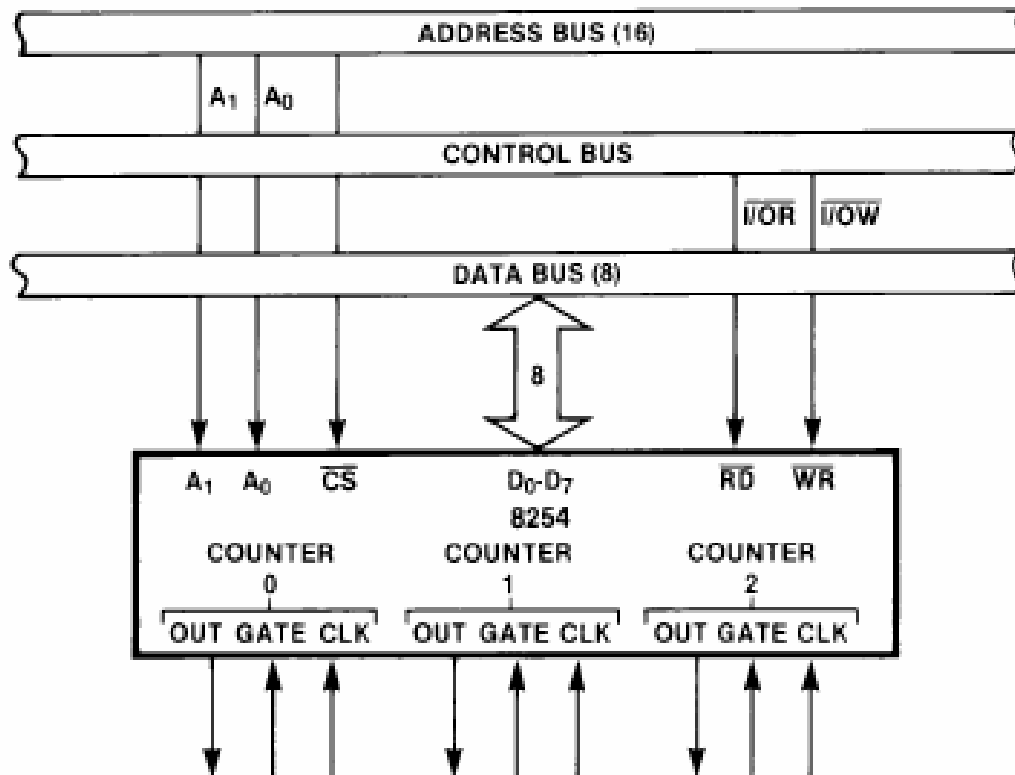 ADDRESS BUS (16)
A₁ A₀
CONTROL BUS
I/OR I/OW
DATA BUS (8)
8
A₁ A₀ CS D₀-D₇ RD WR
8254
COUNTER COUNTER COUNTER
0 1 2
OUT GATE CLK OUT GATE CLK OUT GATE CLK